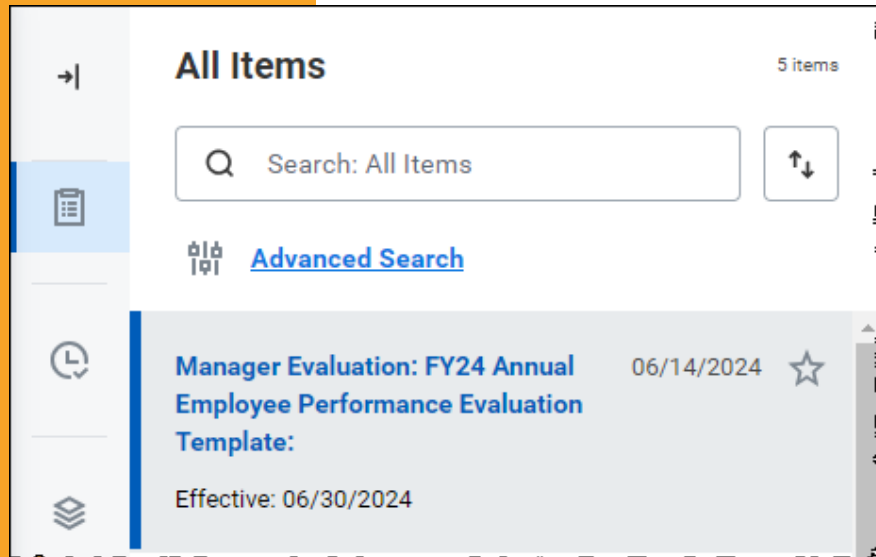 All Items
5 items
Search: All Items
Advanced Search
Manager Evaluation: FY24 Annual
06/14/2024
Employee Performance Evaluation
Template:
Effective: 06/30/2024